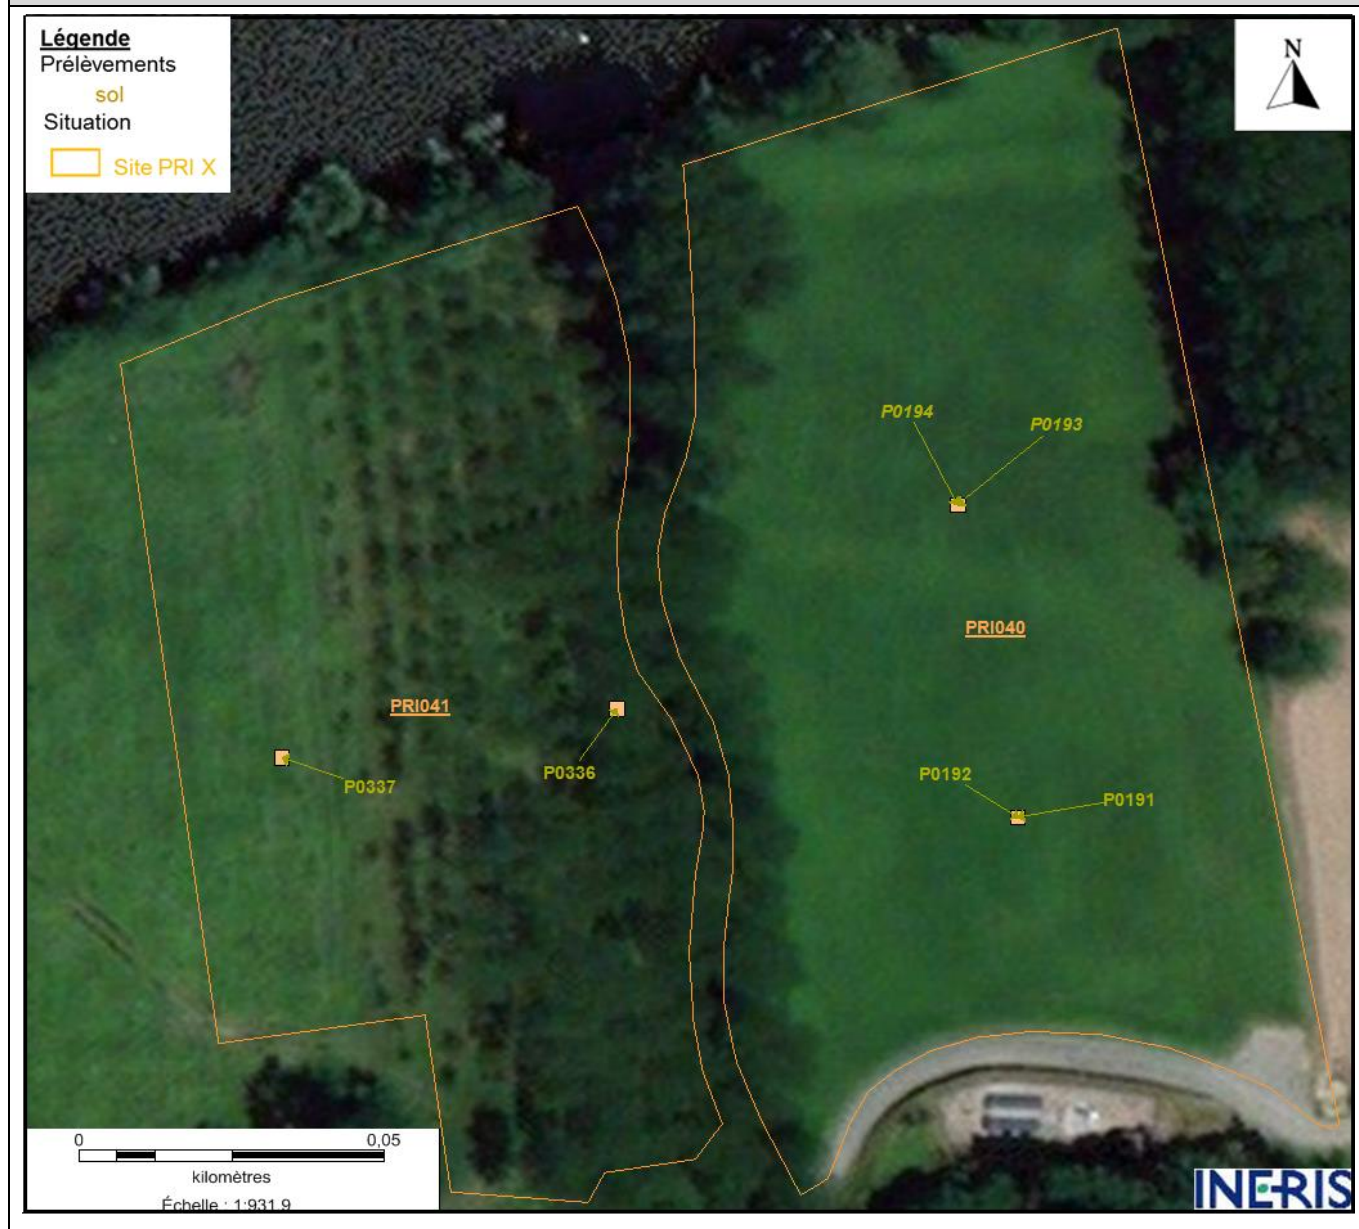 Légende
Prélèvements
sol
Situation
Site PRI X
N
P0194
P0193
PRI040
PRI041
P0336
P0337
P0192
P0191
0 0,05
kilomètres
Échelle : 1:931,9
INERIS